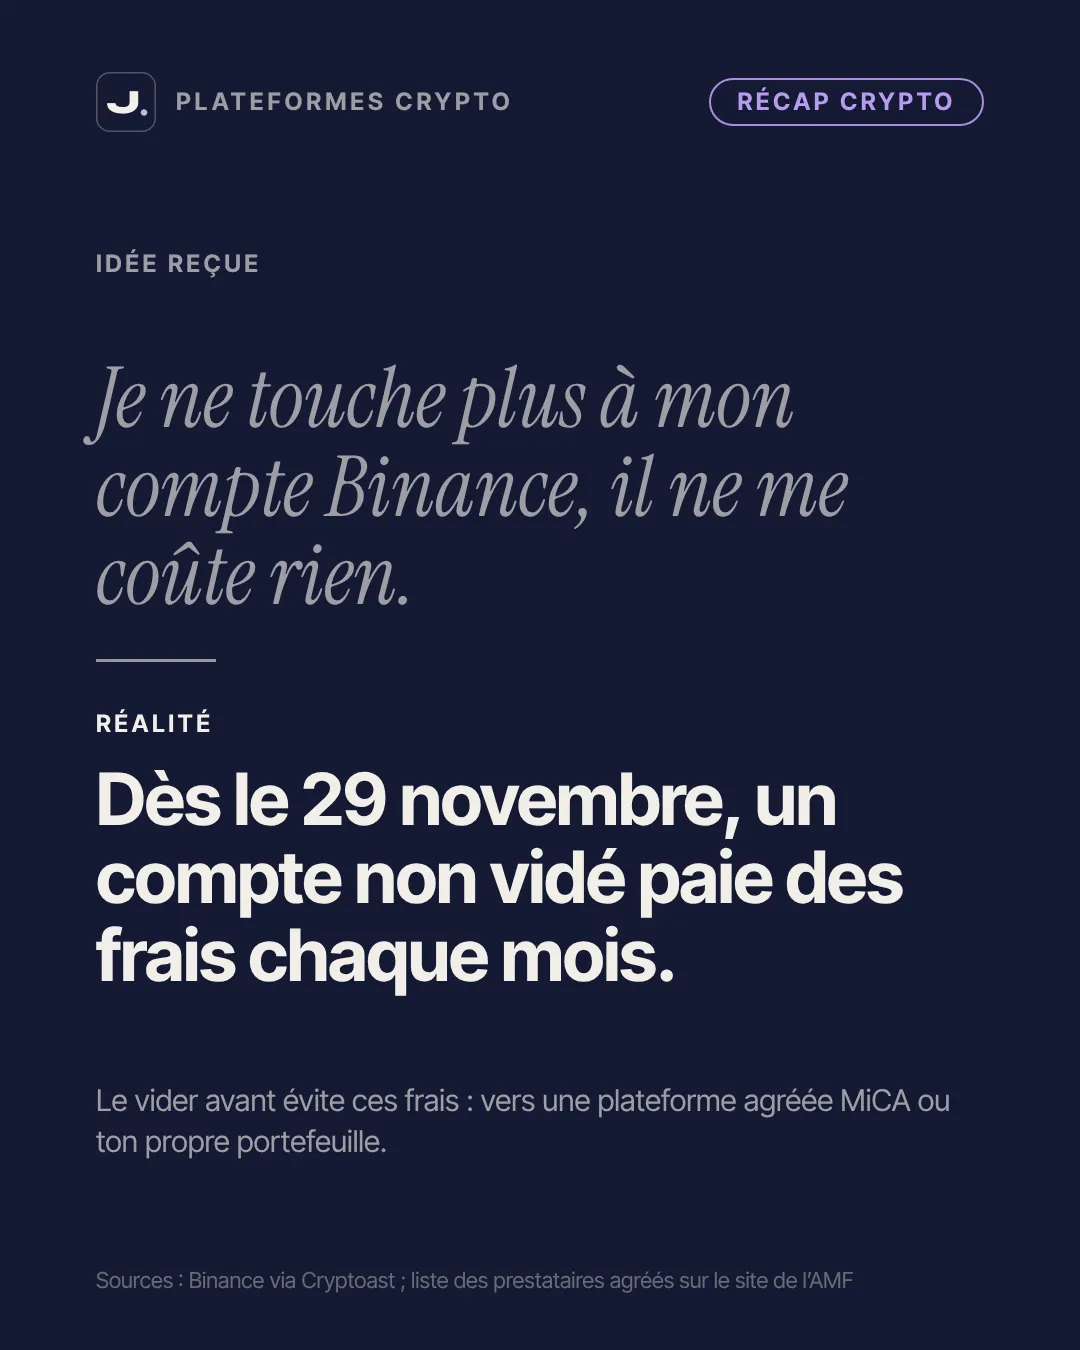 J. PLATEFORMES CRYPTO
RÉCAP CRYPTO
IDÉE REÇUE
Je ne touche plus à mon
compte Binance, il ne me
coûte rien.
RÉALITÉ
Dès le 29 novembre, un
compte non vidé paie des
frais chaque mois.
Le vider avant évite ces frais : vers une plateforme agréée MiCA ou
ton propre portefeuille.
Sources : Binance via Cryptoast ; liste des prestataires agréés sur le site de l’AMF